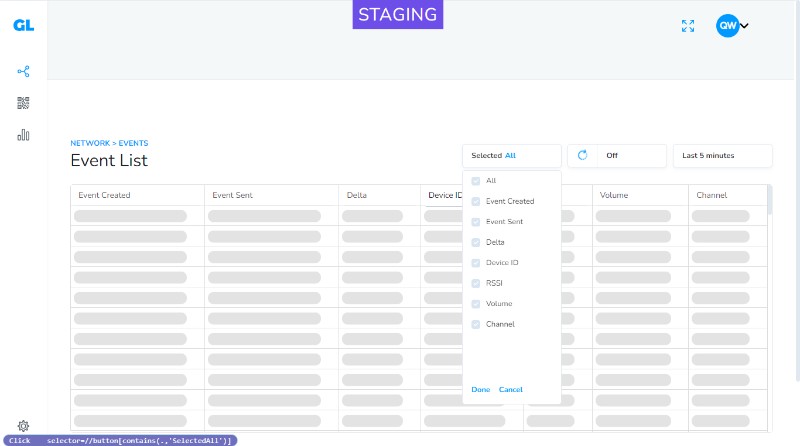 STAGING
GL
QW
NETWORK > EVENTS
Event List
Selected All
Off
Last 5 minutes
Event Created
Event Sent
Delta
Device ID
Volume
Channel
All
Event Created
Event Sent
Delta
Device ID
RSSI
Volume
Channel
Done Cancel
Click selector=//button[contains(.,'SelectedAll')]